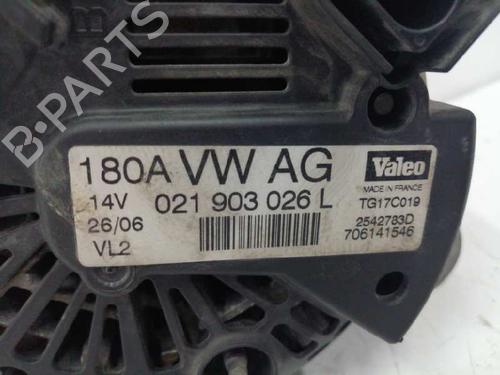 B-PARTS
180A VW AG
14V 021 903 026 L
26/06
VL2
Valeo
MADE IN FRANCE
TG17C019
2542783D
706141546